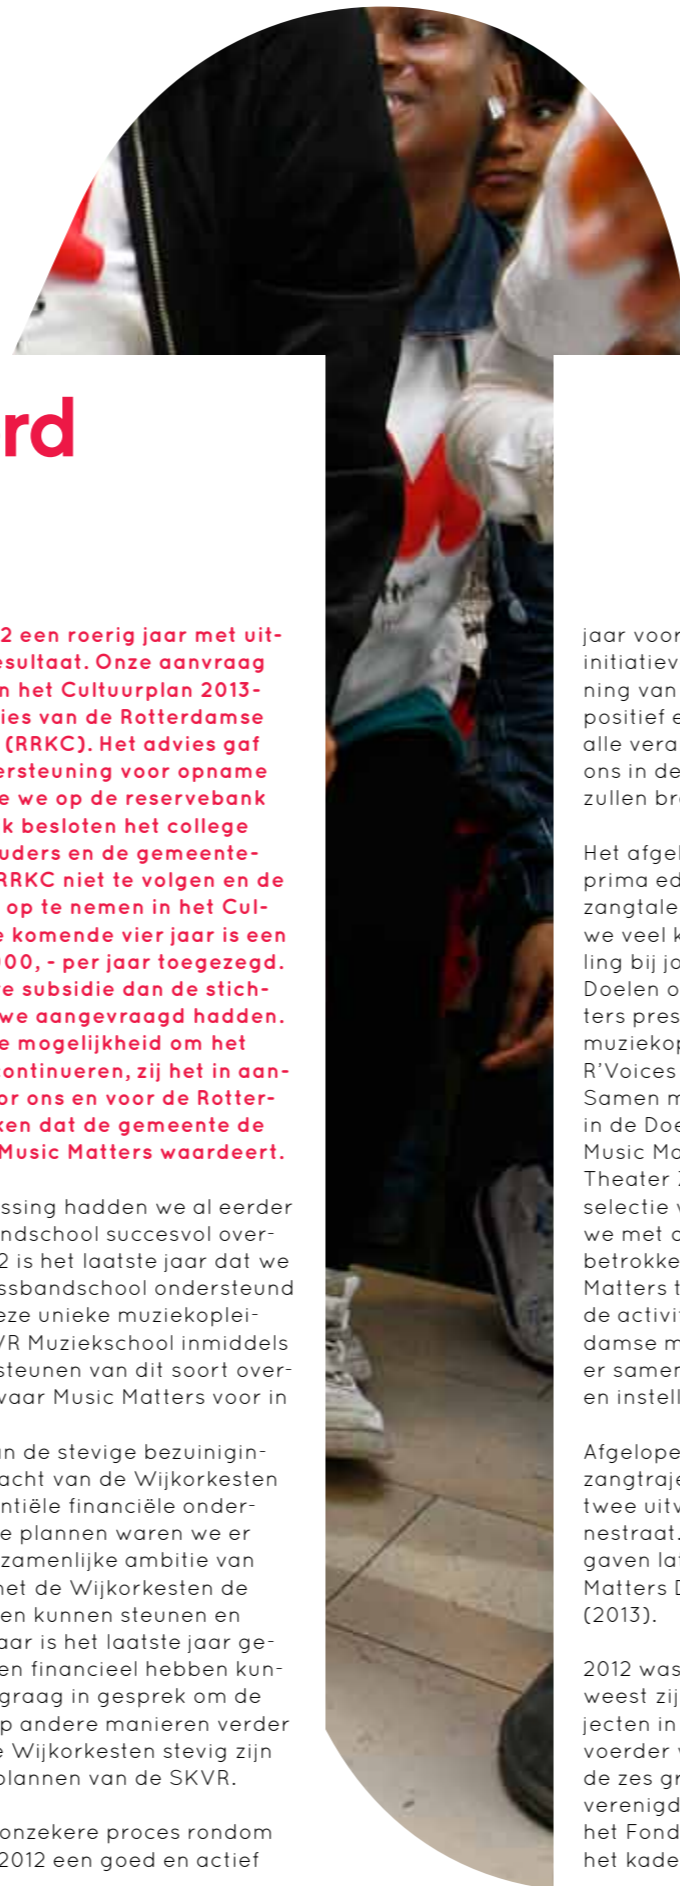 rd
2 een roerig jaar met uit-
esultaat. Onze aanvraag
n het Cultuurplan 2013-
ies van de Rotterdamse
(RRKC). Het advies gaf
ersteuning voor opname
e we op de reservebank
k besloten het college
uders en de gemeente-
RRKC niet te volgen en de
op te nemen in het Cul-
e komende vier jaar is een
00, - per jaar toegezegd.
re subsidie dan de stich-
we aangevraagd hadden.
e mogelijkheid om het
continueren, zij het in aan-
or ons en voor de Rotter-
ken dat de gemeente de
Music Matters waardeert.
ssing hadden we al eerder
ndschool succesvol over-
2 is het laatste jaar dat we
ssbandschool ondersteund
eze unieke muziekoplei-
VR Muziekschool inmiddels
steunen van dit soort over-
waar Music Matters voor in
an de stevige bezuinigin-
acht van de Wijkorkesten
ntiële financiële onder-
e plannen waren we er
zamenlijke ambitie van
met de Wijkorkesten de
en kunnen steunen en
aar is het laatste jaar ge-
en financieel hebben kun-
graag in gesprek om de
p andere manieren verder
e Wijkorkesten stevig zijn
plannen van de SKVR.
onzekere proces rondom
2012 een goed en actief
jaar voor
initiatiev
ning van
positief e
alle vera
ons in de
zullen bre
Het afgel
prima ed
zangtale
we veel k
ling bij jo
Doelen o
ters pres
muziekop
R'Voices
Samen m
in de Doe
Music Ma
Theater Z
selectie v
we met d
betrokke
Matters t
de activit
damse m
er samen
en instell
Afgelope
zangtraje
twee uitv
nestraat.
gaven lat
Matters D
(2013).
2012 was
weest zij
jecten in
voerder v
de zes gr
verenigd
het Fond
het kade